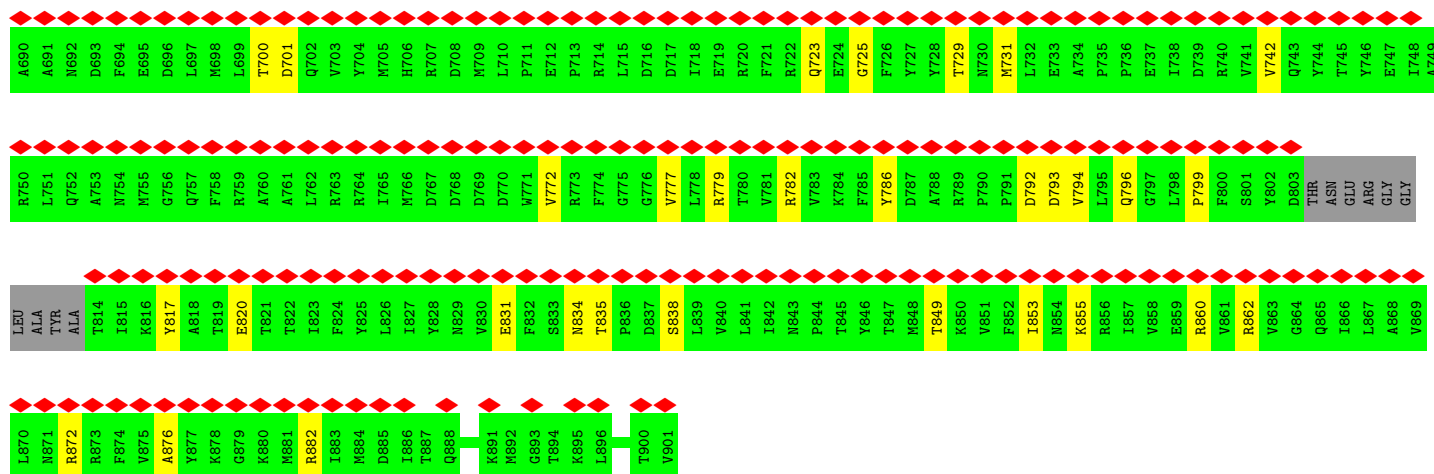 A690 A691 N692 D693 F694 E695 D696 L697 M698 L699 T700 D701 Q702 V703 Y704 M705 H706 R707 D708 M709 L710 P711 E712 P713 R714 L715 D716 D717 I718 E719 R720 F721 R722 Q723 E724 G725 F726 Y727 Y728 T729 N730 M731 L732 E733 A734 P735 P736 E737 I738 D739 R740 V741 V742 Q743 Y744 T745 Y746 E747 I748 A749
R750 L751 Q752 A753 N754 M755 G756 Q757 F758 R759 A760 A761 L762 R763 R764 I765 M766 D767 D768 D769 D770 W771 V772 R773 F774 G775 G776 V777 L778 R779 T780 V781 R782 V783 K784 F785 Y786 D787 A788 R789 P790 P791 D792 D793 V794 L795 Q796 G797 L798 P799 F800 S801 Y802 D803 THR ASN GLU ARG GLY GLY
LEU ALA TYR ALA T814 I815 K816 Y817 A818 T819 E820 T821 T822 I823 F824 Y825 L826 I827 Y828 N829 V830 E831 F832 S833 N834 T835 P836 D837 S838 L839 V840 L841 I842 N843 P844 T845 Y846 T847 M848 T849 K850 V851 F852 I853 N854 K855 R856 I857 V858 E859 R860 V861 R862 V863 G864 Q865 I866 L867 A868 V869
L870 N871 R872 R873 F874 V875 A876 Y877 K878 G879 K880 M881 R882 I883 M884 D885 I886 T887 Q888 K891 M892 G893 T894 K895 L896 T900 V901